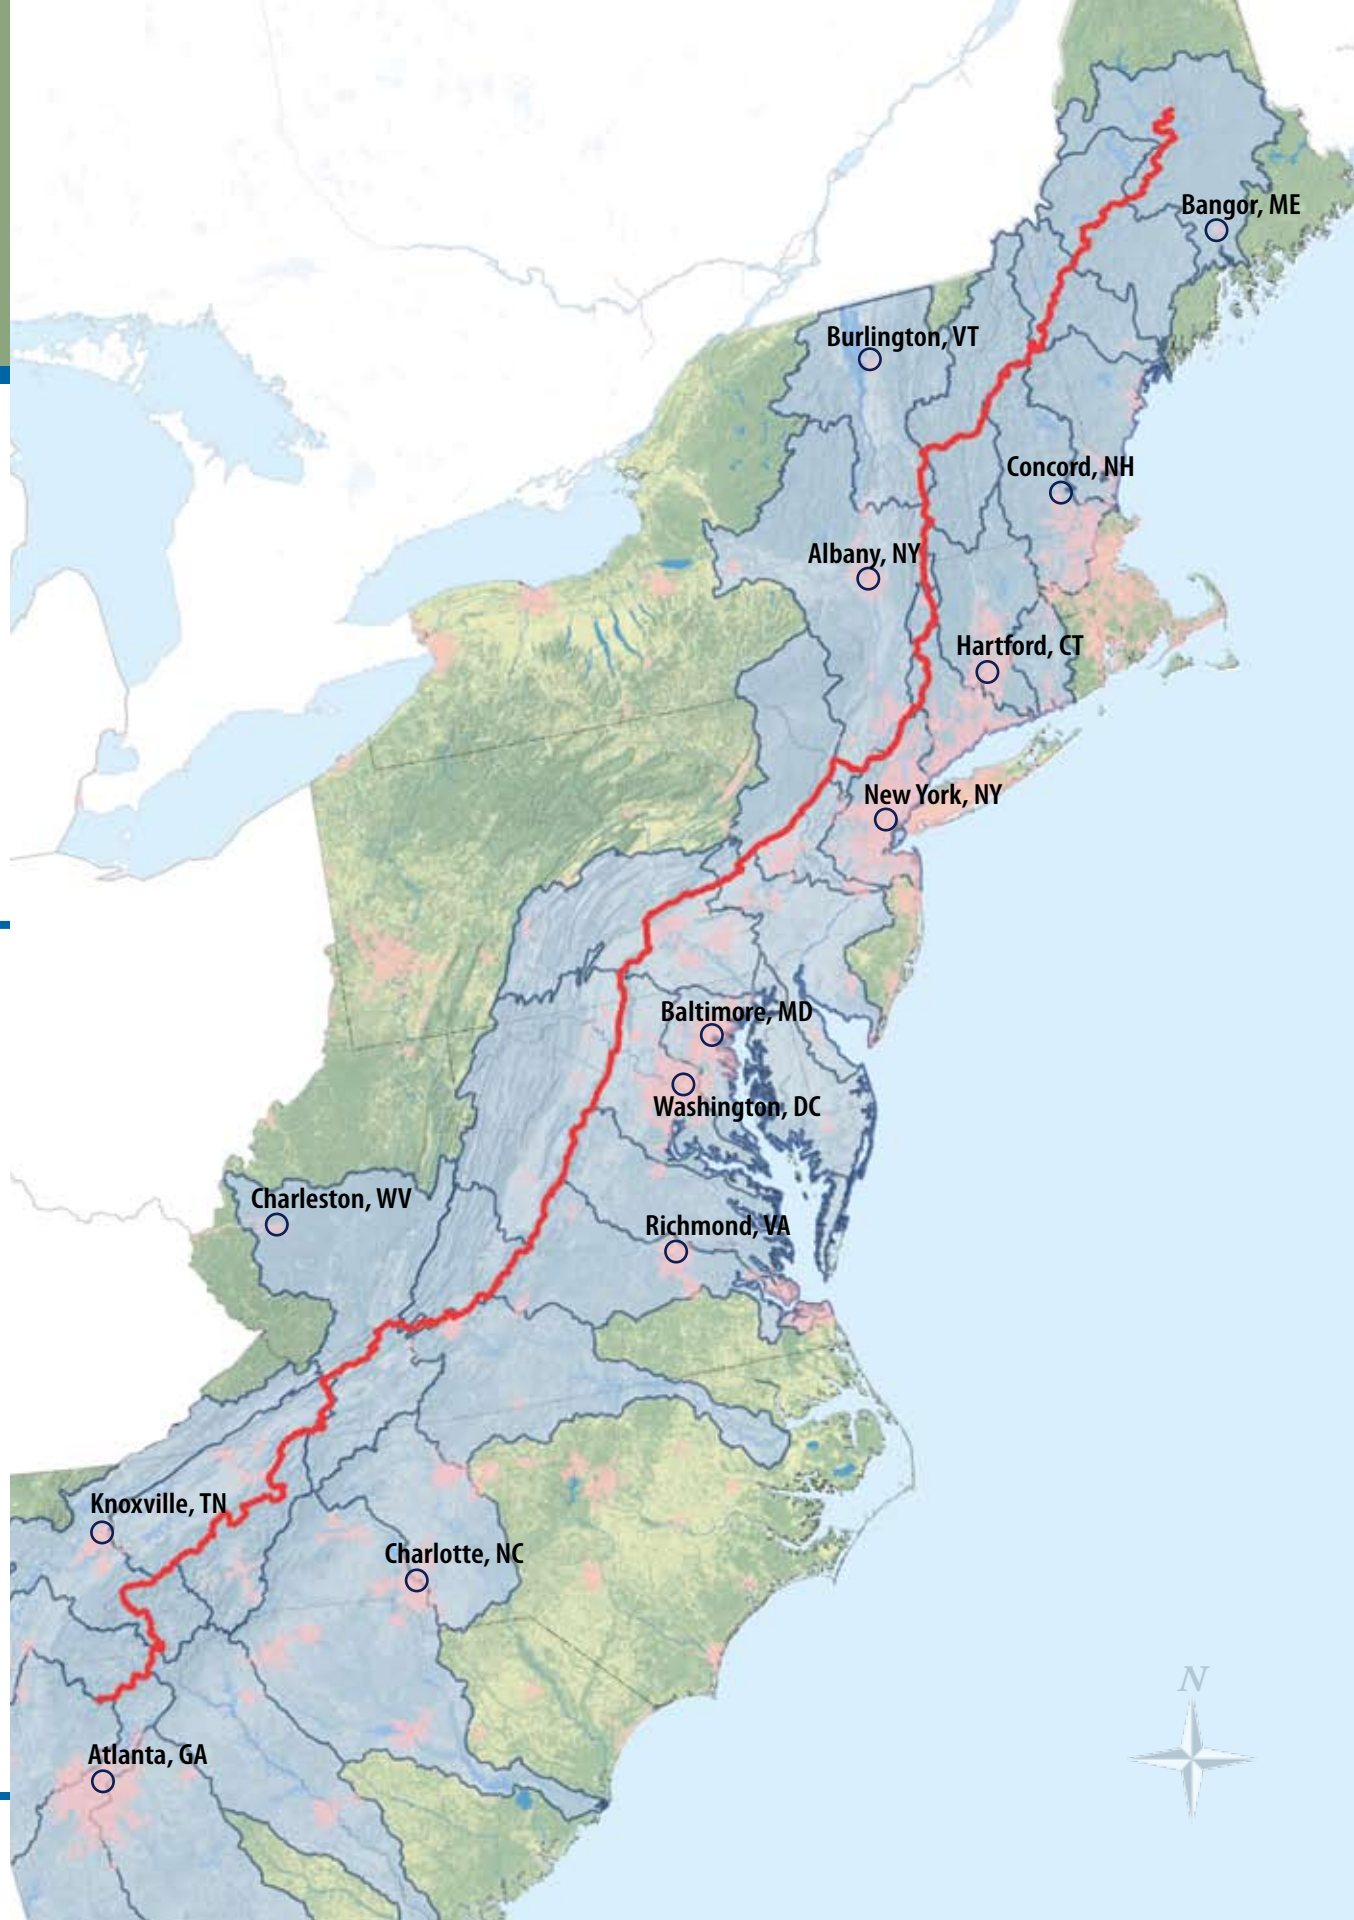 Bangor, ME
Burlington, VT
Concord, NH
Albany, NY
Hartford, CT
New York, NY
Baltimore, MD
Washington, DC
Charleston, WV
Richmond, VA
Knoxville, TN
Charlotte, NC
N
Atlanta, GA